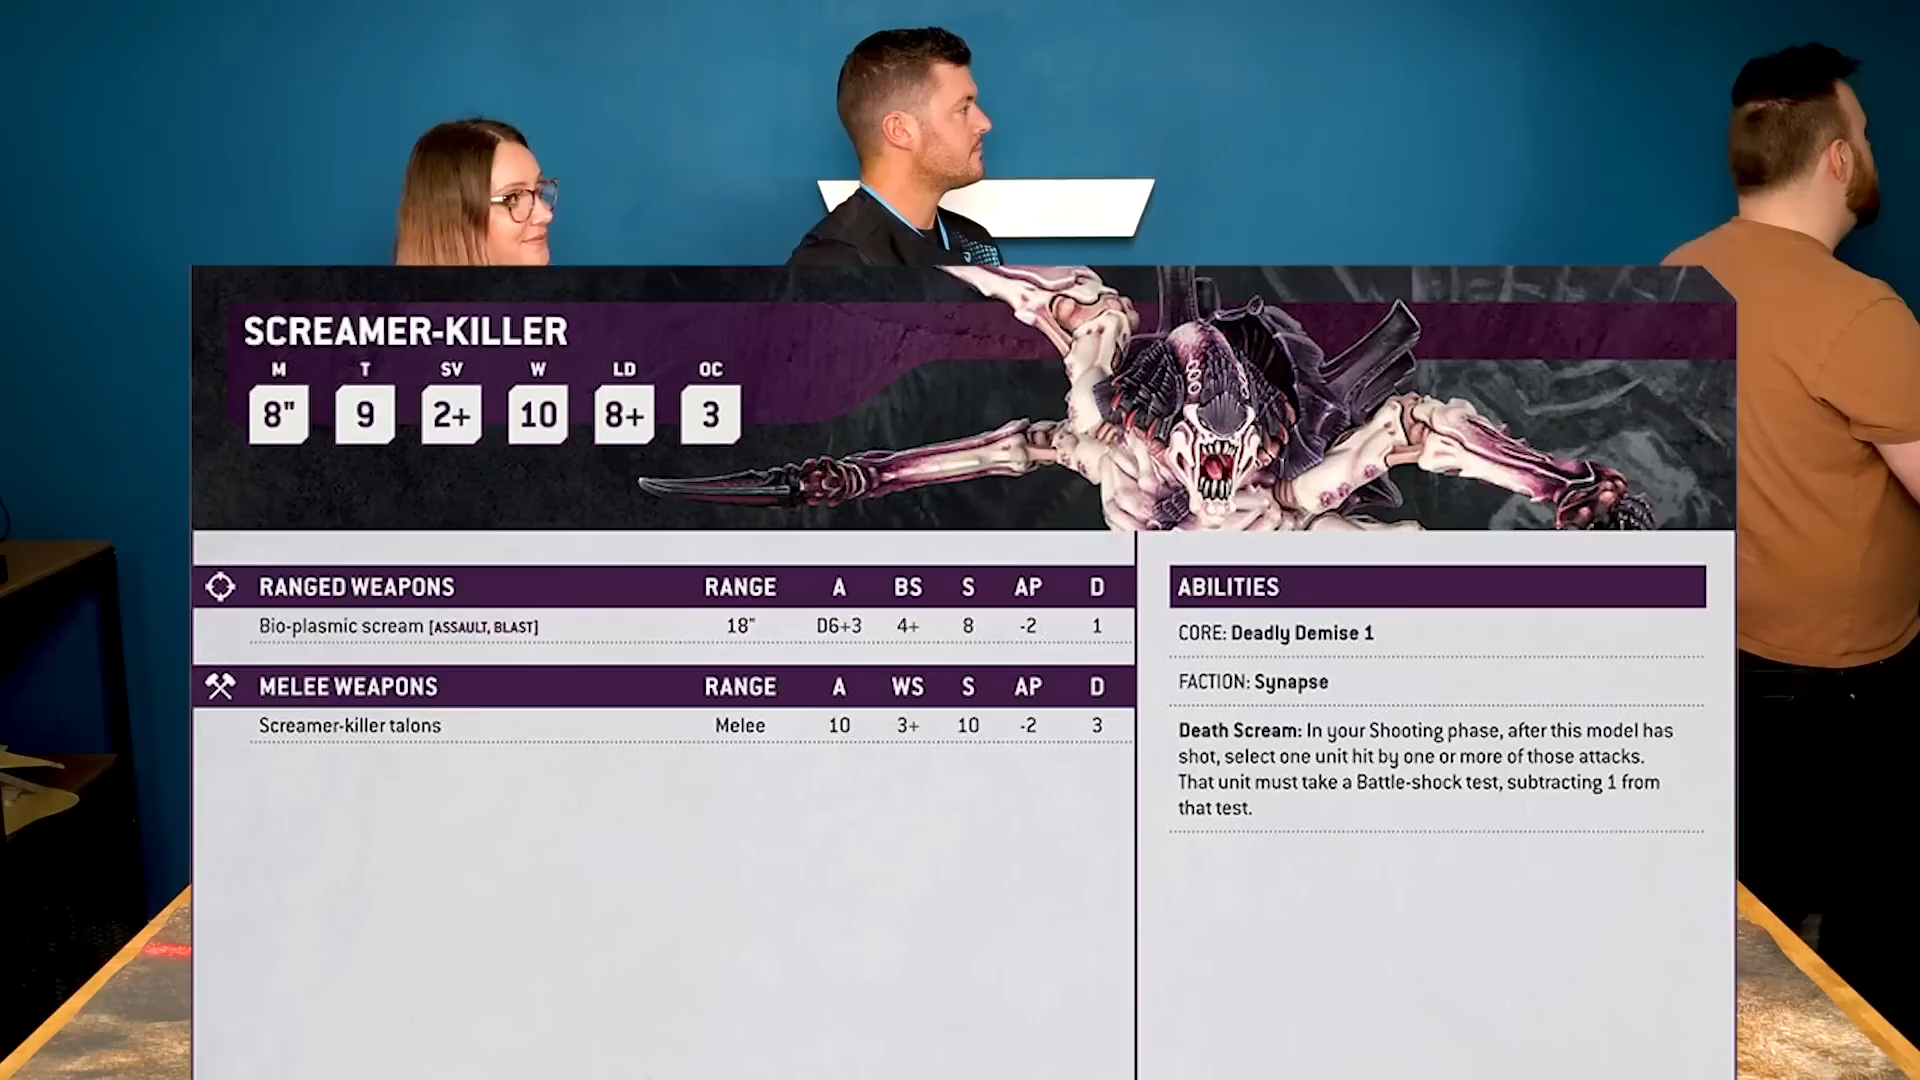 SCREAMER-KILLER
M T SV W LD OC
8" 9 2+ 10 8+ 3
RANGED WEAPONS RANGE A BS S AP D
Bio-plasmic scream [ASSAULT, BLAST] 18" D6+3 4+ 8 -2 1
MELEE WEAPONS RANGE A WS S AP D
Screamer-killer talons Melee 10 3+ 10 -2 3
ABILITIES
CORE: Deadly Demise 1
FACTION: Synapse
Death Scream: In your Shooting phase, after this model has
shot, select one unit hit by one or more of those attacks.
That unit must take a Battle-shock test, subtracting 1 from
that test.